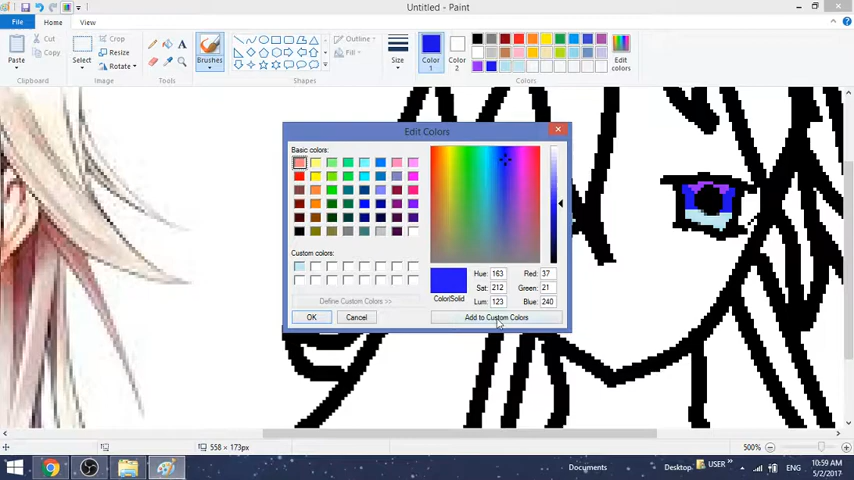 Untitled - Paint
File
Home
View
Paste
Cut
Copy
Clipboard
Select
Crop
Resize
Rotate
Image
Tools
Brushes
Shapes
Outline
Fill
Size
Color 1
Color 2
Edit colors
Colors
Edit Colors
Basic colors:
Custom colors:
Define Custom Colors >>
OK
Cancel
Color|Solid
Hue: 163
Sat: 212
Lum: 123
Red: 37
Green: 21
Blue: 240
Add to Custom Colors
558 × 173px
500%
Documents
Desktop
USER
ENG
10:59 AM
5/2/2017